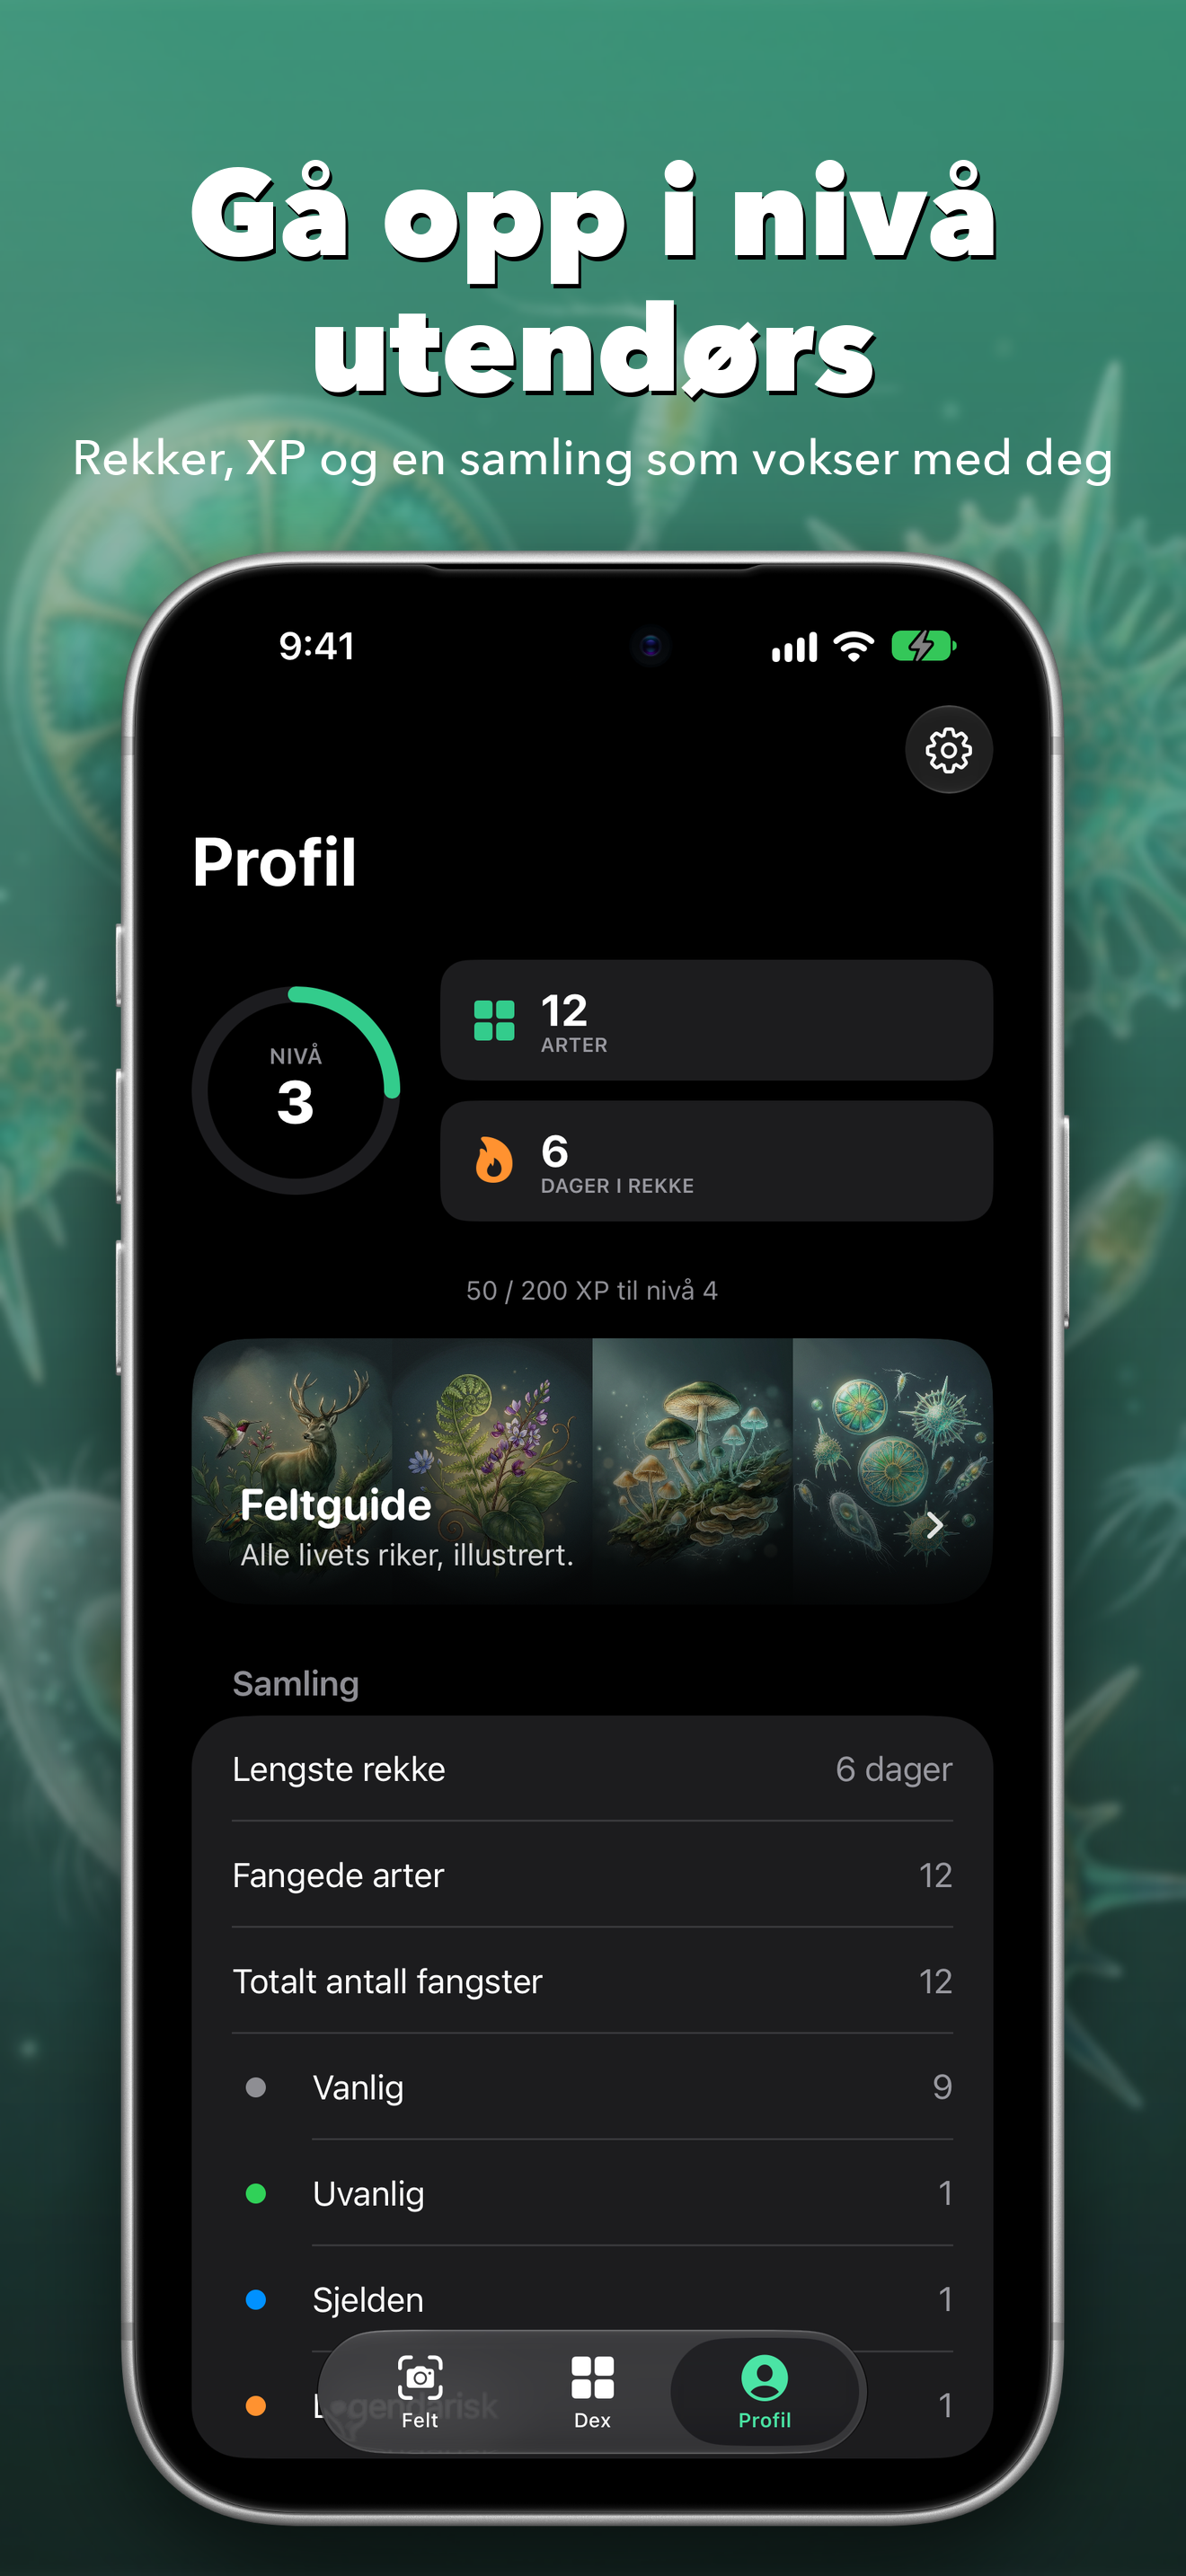 Gå opp i nivå
utendørs
Rekker, XP og en samling som vokser med deg
9:41
Profil
NIVÅ
3
12
ARTER
6
DAGER I REKKE
50 / 200 XP til nivå 4
Feltguide
Alle livets riker, illustrert.
Samling
Lengste rekke 6 dager
Fangede arter 12
Totalt antall fangster 12
Vanlig 9
Uvanlig 1
Sjelden 1
Legendarisk 1
Felt Dex Profil